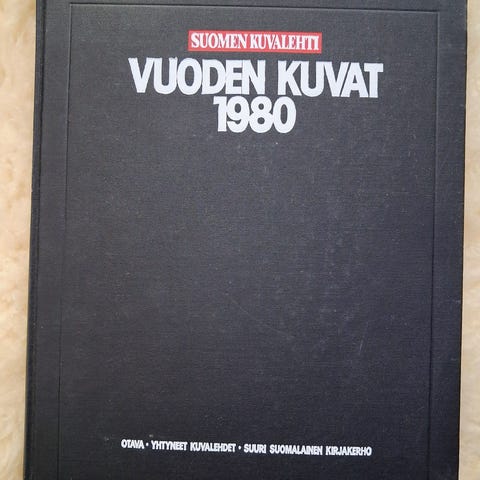 SUOMEN KUVALEHTI
VUODEN KUVAT
1980
OTAVA • YHTYNEET KUVALEHDET • SUURI SUOMALAINEN KIRJAKERHO